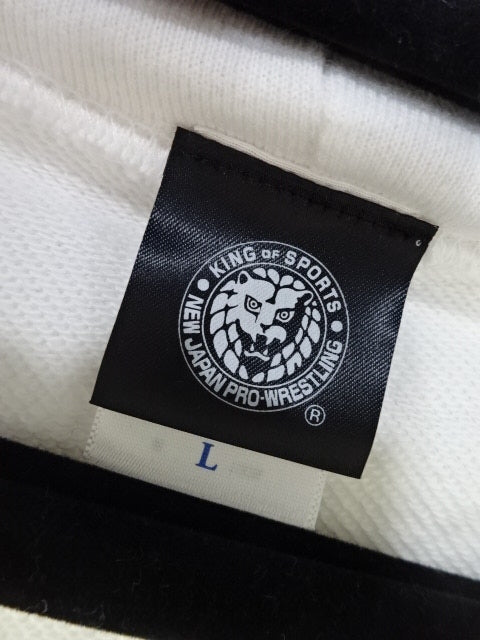 KING OF SPORTS
NEW JAPAN PRO-WRESTLING
®
L